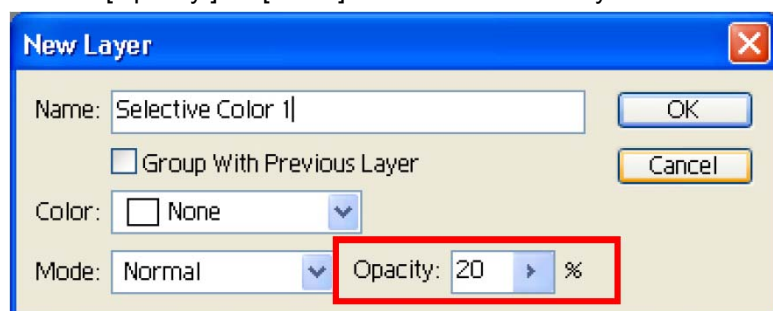 New Layer
Name: Selective Color 1
OK
Group With Previous Layer
Cancel
Color: None
Mode: Normal
Opacity: 20 %